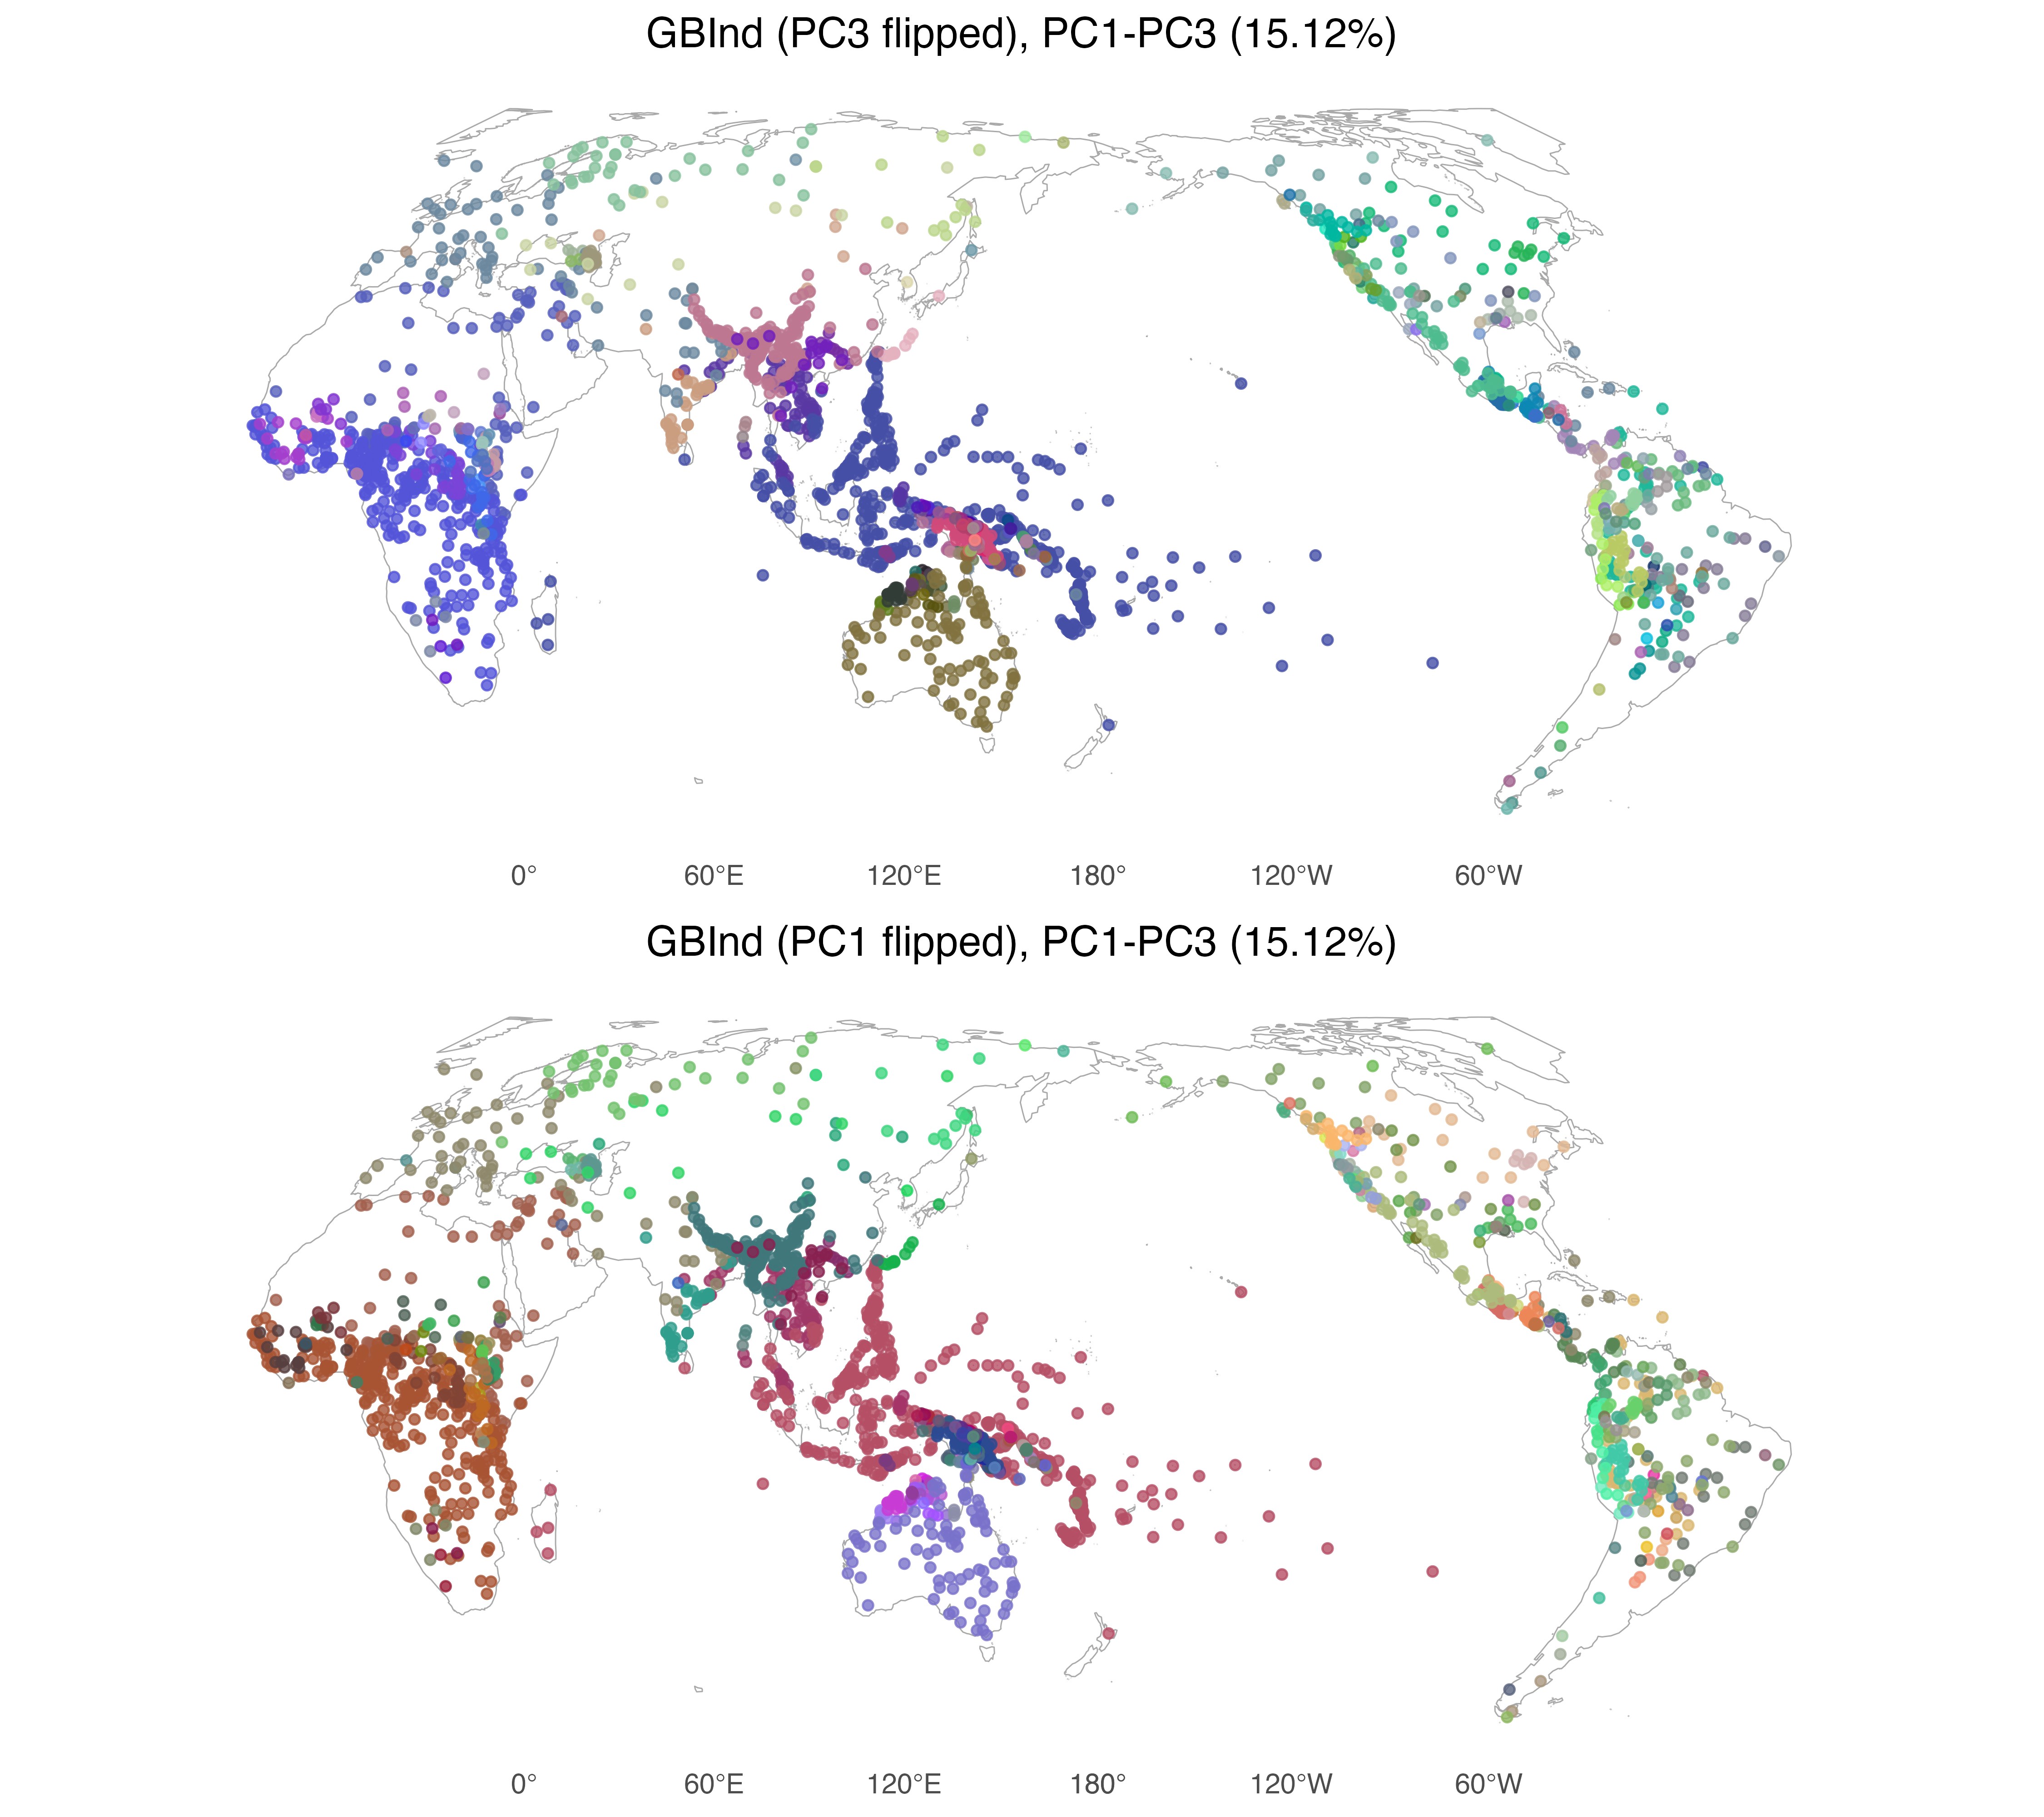 GBInd (PC3 flipped), PC1-PC3 (15.12%)
0° 60°E 120°E 180° 120°W 60°W
GBInd (PC1 flipped), PC1-PC3 (15.12%)
0° 60°E 120°E 180° 120°W 60°W